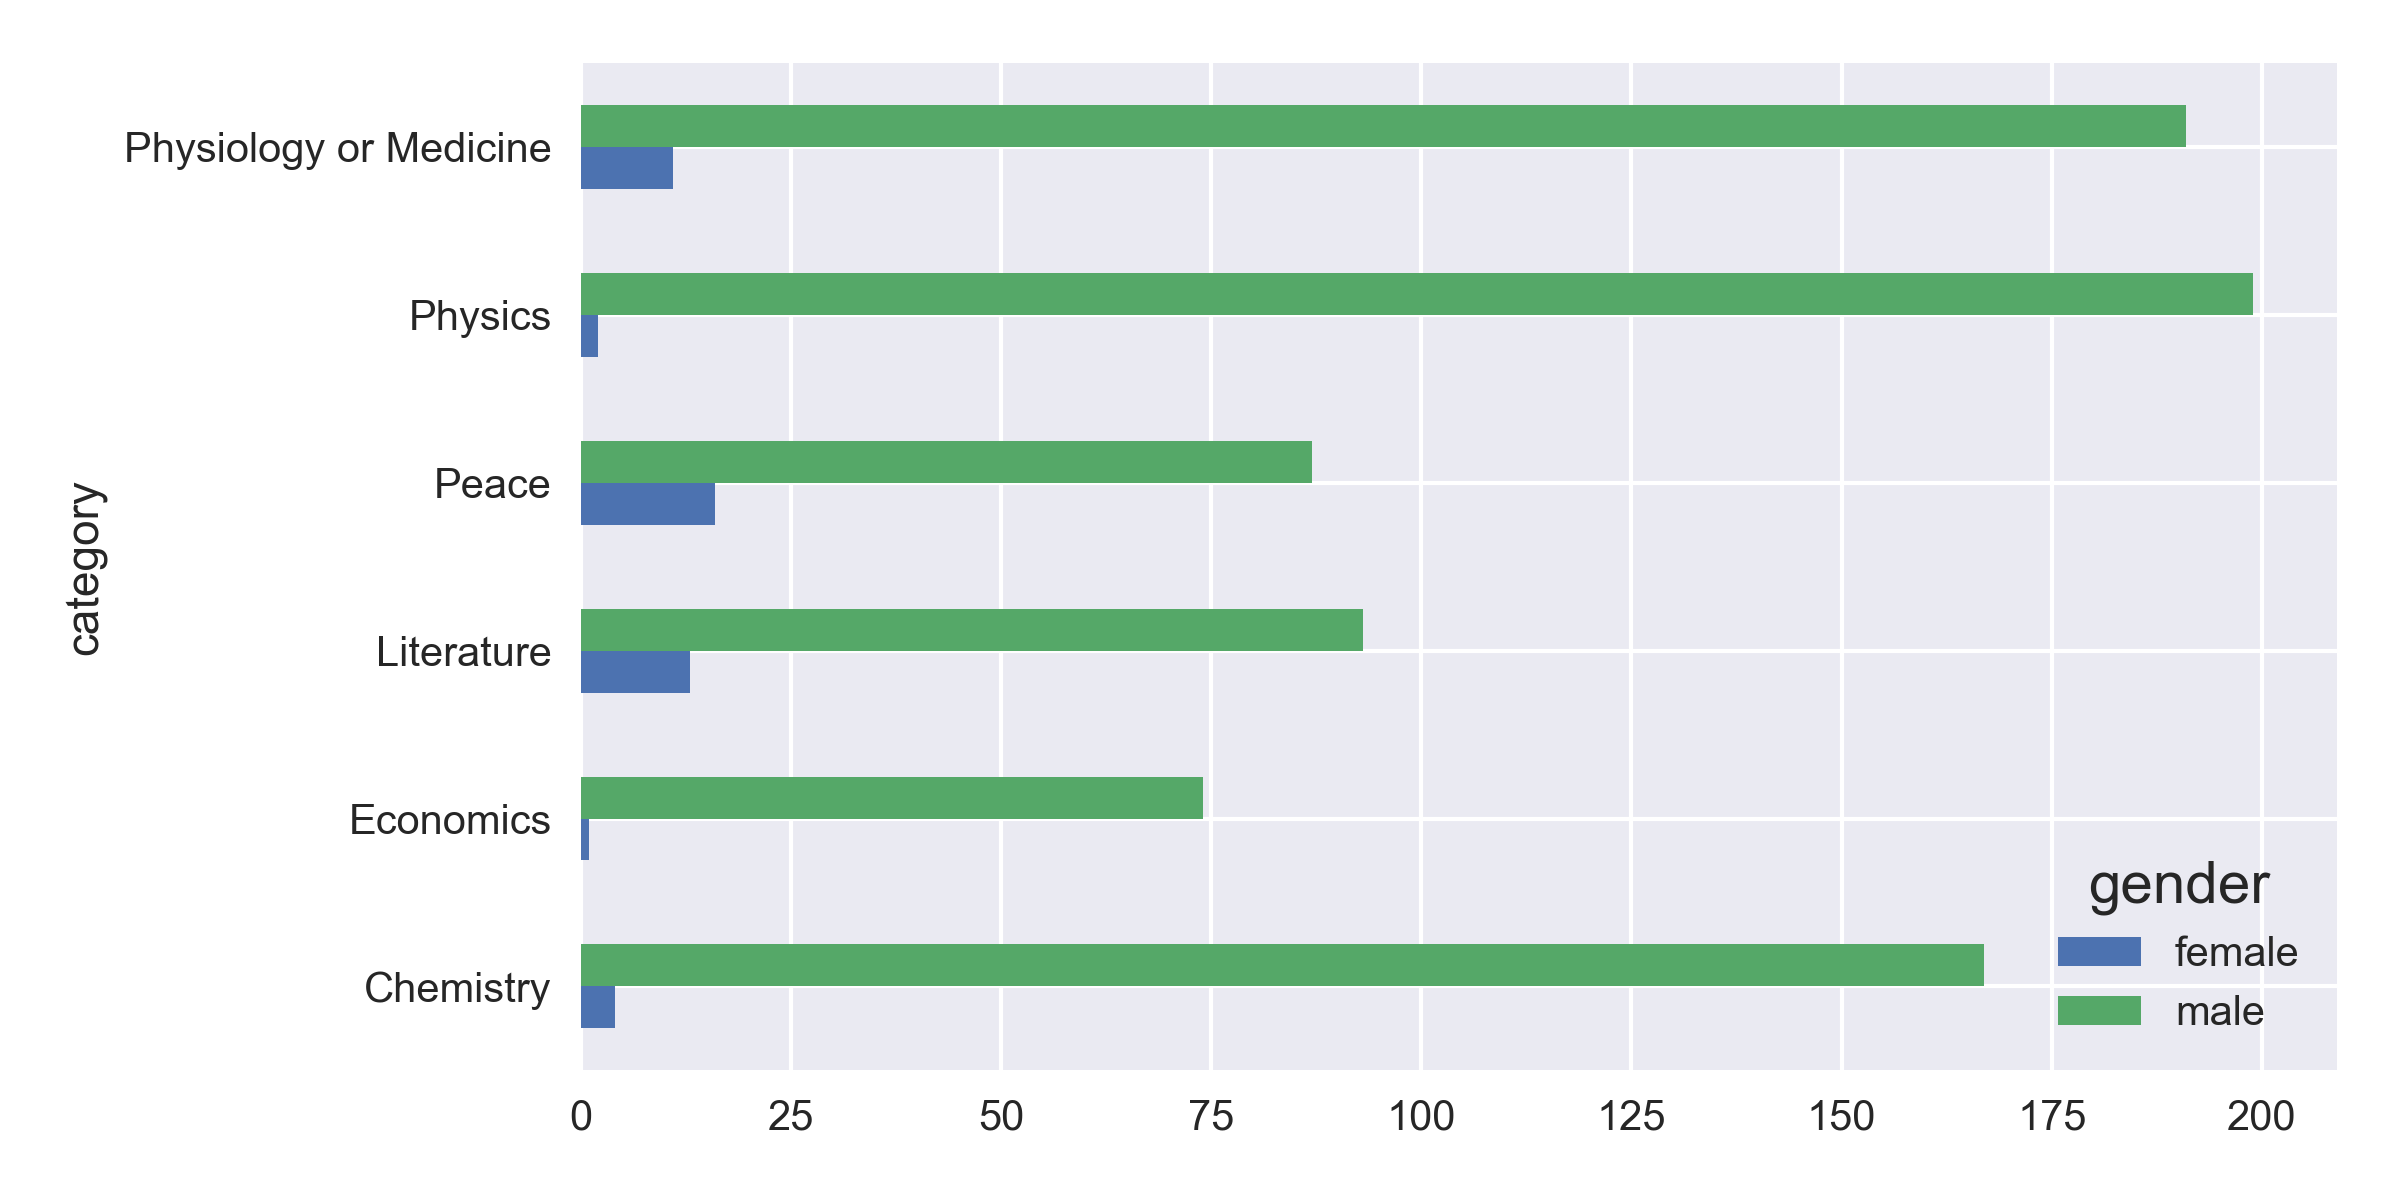 Physiology or Medicine
Physics
Peace
category
Literature
Economics
Chemistry
gender
female
male
0 25 50 75 100 125 150 175 200